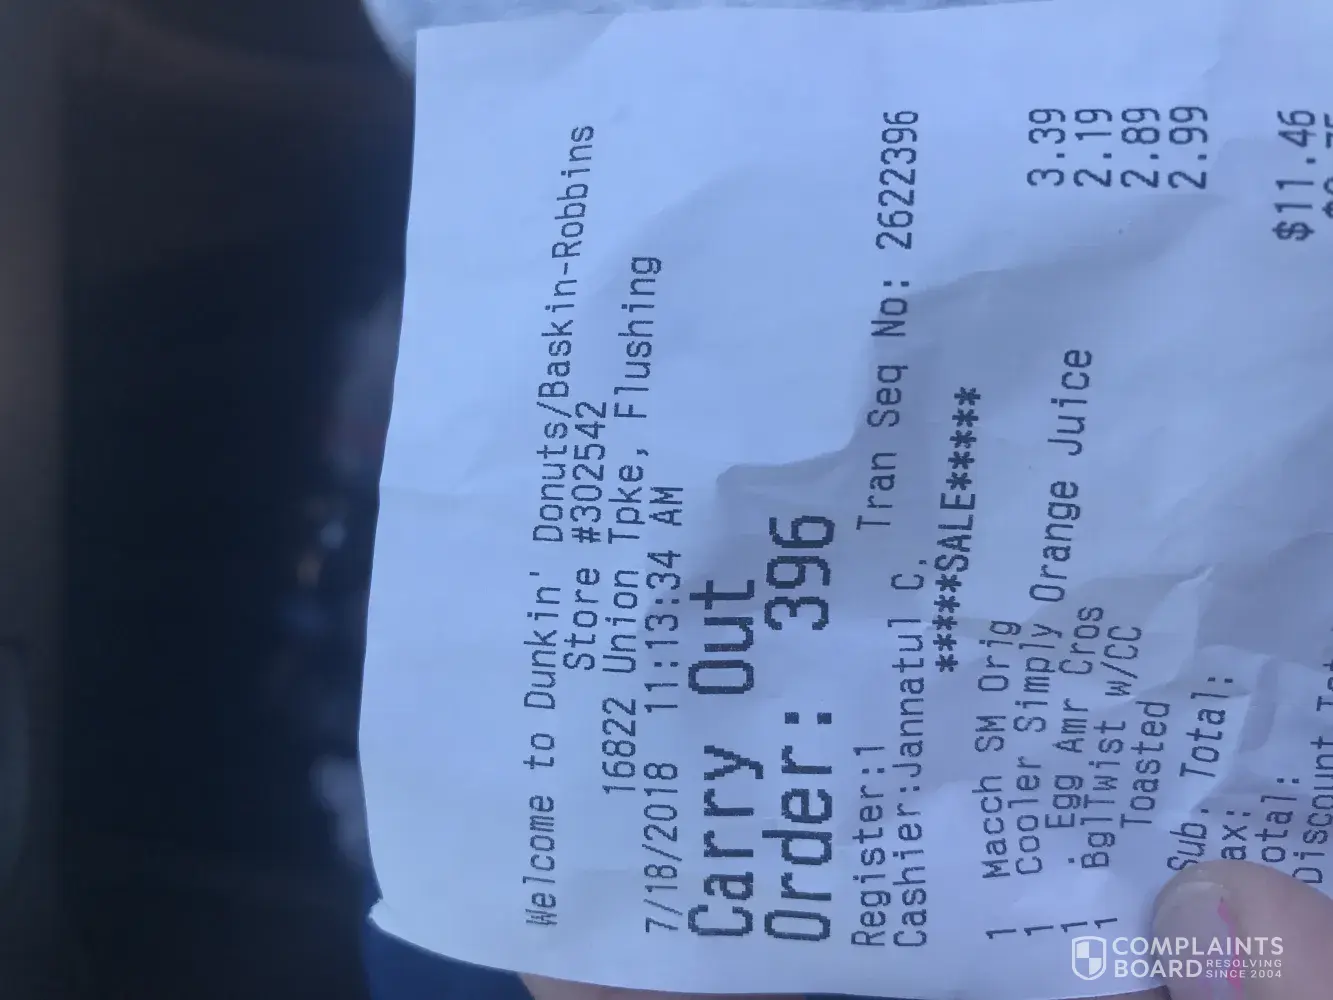 Welcome to Dunkin' Donuts/Baskin-Robbins
Store #302542
16822 Union Tpke, Flushing
7/18/2018 11:13:34 AM
Carry Out
Order: 396
Register:1 Tran Seq No: 2622396
Cashier:Jannatul C.
*****SALE*****
1 Macch SM Orig 3.39
1 Cooler Simply Orange Juice 2.19
1 Egg Amr Cros 2.89
1 BglTwist w/CC 2.99
Toasted
Sub. Total: $11.46
ax:
otal:
Discount
COMPLAINTS
BOARD RESOLVING
SINCE 2004